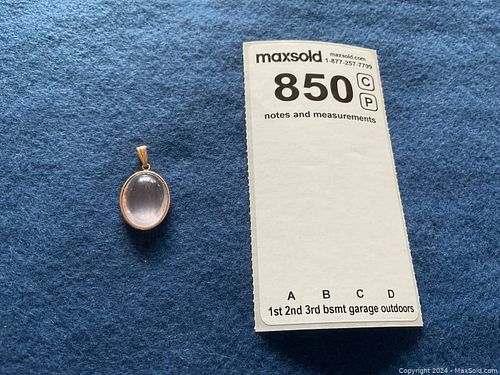 maxsold maxsold.com
1-877-257-7799
850 C
P
notes and measurements
A B C D
1st 2nd 3rd bsmt garage outdoors
Copyright 2024 - MaxSold.com